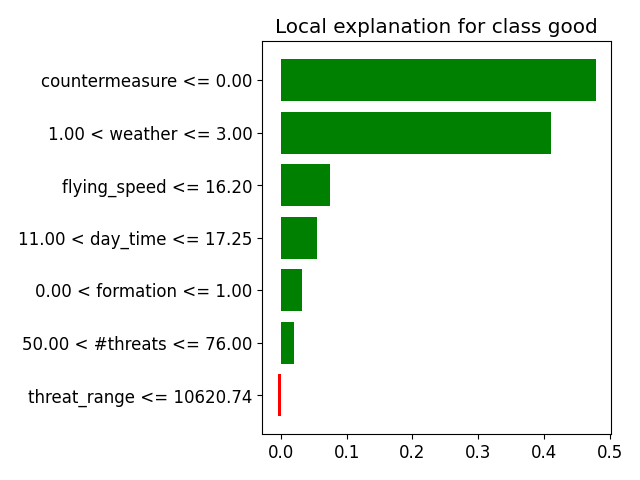 Local explanation for class good
countermeasure <= 0.00
1.00 < weather <= 3.00
flying_speed <= 16.20
11.00 < day_time <= 17.25
0.00 < formation <= 1.00
50.00 < #threats <= 76.00
threat_range <= 10620.74
0.0 0.1 0.2 0.3 0.4 0.5